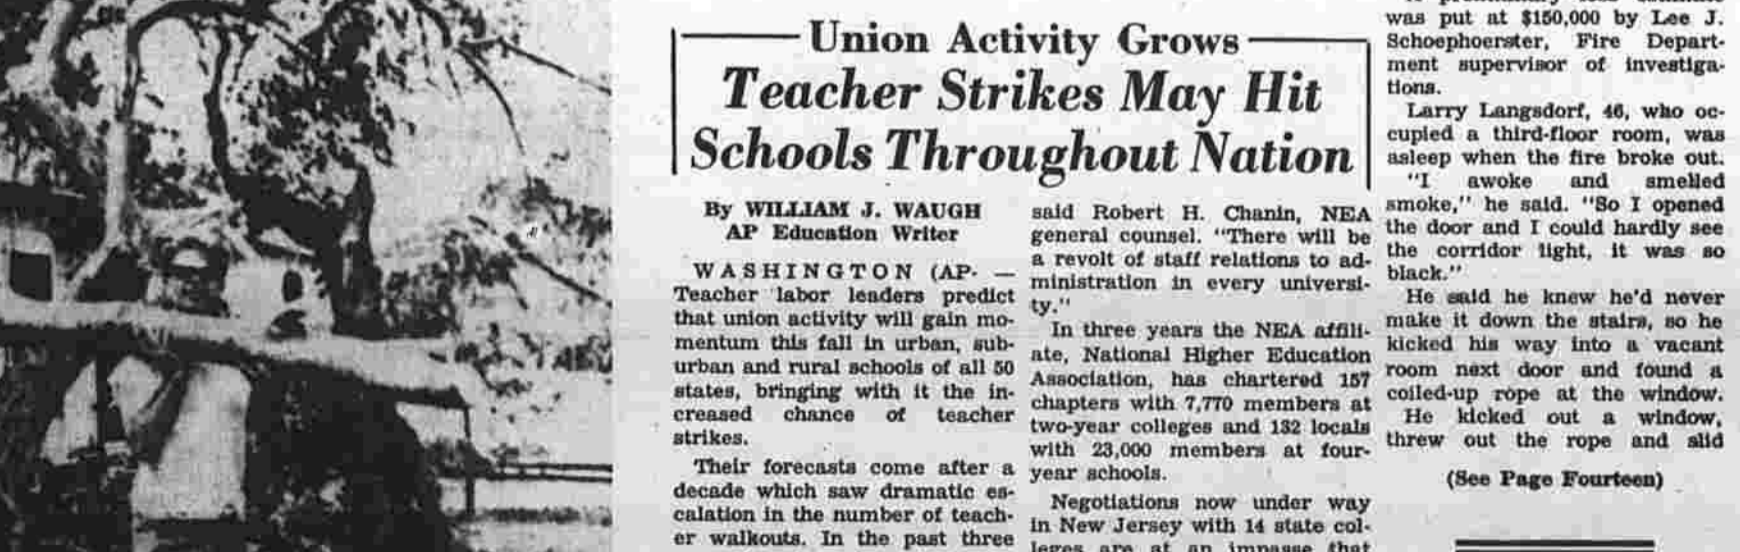 Union Activity Grows
Teacher Strikes May Hit
Schools Throughout Nation
By WILLIAM J. WAUGH
AP Education Writer
WASHINGTON (AP- —
Teacher labor leaders predict
that union activity will gain mo-
mentum this fall in urban, sub-
urban and rural schools of all 50
states, bringing with it the in-
creased chance of teacher
strikes.
Their forecasts come after a
decade which saw dramatic es-
calation in the number of teach-
er walkouts. In the past three
said Robert H. Chanin, NEA
general counsel. "There will be
a revolt of staff relations to ad-
ministration in every universi-
ty."
In three years the NEA affili-
ate, National Higher Education
Association, has chartered 157
chapters with 7,770 members at
two-year colleges and 132 locals
with 23,000 members at four-
year schools.
Negotiations now under way
in New Jersey with 14 state col-
leges are at an impasse that
was put at $150,000 by Lee J.
Schoephoerster, Fire Depart-
ment supervisor of investiga-
tions.
Larry Langsdorf, 46, who oc-
cupied a third-floor room, was
asleep when the fire broke out.
"I awoke and smelled
smoke," he said. "So I opened
the door and I could hardly see
the corridor light, it was so
black."
He said he knew he'd never
make it down the stairs, so he
kicked his way into a vacant
room next door and found a
coiled-up rope at the window.
He kicked out a window,
threw out the rope and slid
(See Page Fourteen)